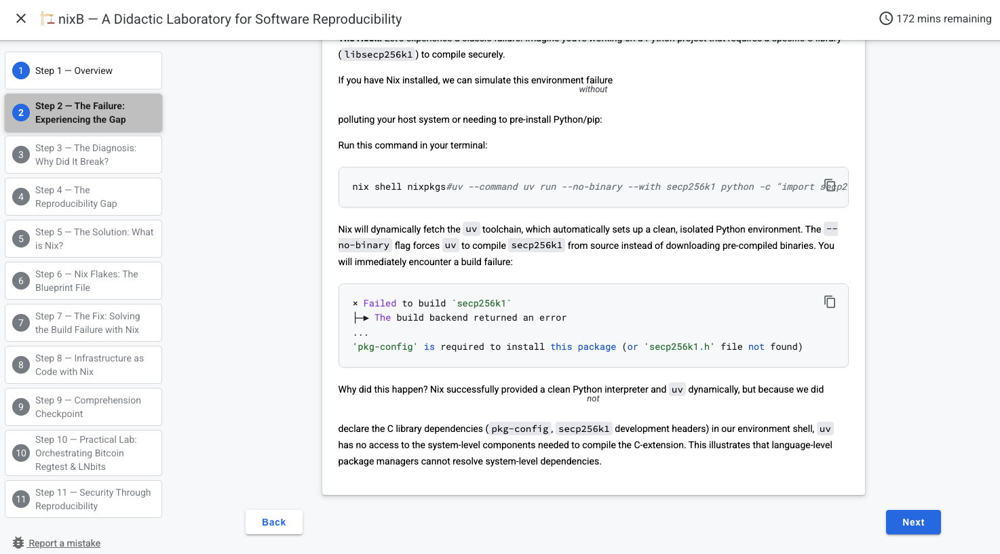 nixB — A Didactic Laboratory for Software Reproducibility
172 mins remaining
1 Step 1 — Overview
2 Step 2 — The Failure:
Experiencing the Gap
3 Step 3 — The Diagnosis:
Why Did It Break?
4 Step 4 — The
Reproducibility Gap
5 Step 5 — The Solution: What
is Nix?
6 Step 6 — Nix Flakes: The
Blueprint File
7 Step 7 — The Fix: Solving
the Build Failure with Nix
8 Step 8 — Infrastructure as
Code with Nix
9 Step 9 — Comprehension
Checkpoint
10 Step 10 — Practical Lab:
Orchestrating Bitcoin
Regtest & LNbits
11 Step 11 — Security Through
Reproducibility
Report a mistake
(libsecp256k1) to compile securely.
If you have Nix installed, we can simulate this environment failure
without
polluting your host system or needing to pre-install Python/pip:
Run this command in your terminal:
nix shell nixpkgs#uv --command uv run --no-binary --with secp256k1 python -c "import secp2
Nix will dynamically fetch the uv toolchain, which automatically sets up a clean, isolated Python environment. The --
no-binary flag forces uv to compile secp256k1 from source instead of downloading pre-compiled binaries. You
will immediately encounter a build failure:
× Failed to build `secp256k1`
├─▶ The build backend returned an error
...
'pkg-config' is required to install this package (or 'secp256k1.h' file not found)
Why did this happen? Nix successfully provided a clean Python interpreter and uv dynamically, but because we did
not
declare the C library dependencies (pkg-config, secp256k1 development headers) in our environment shell, uv
has no access to the system-level components needed to compile the C-extension. This illustrates that language-level
package managers cannot resolve system-level dependencies.
Back
Next